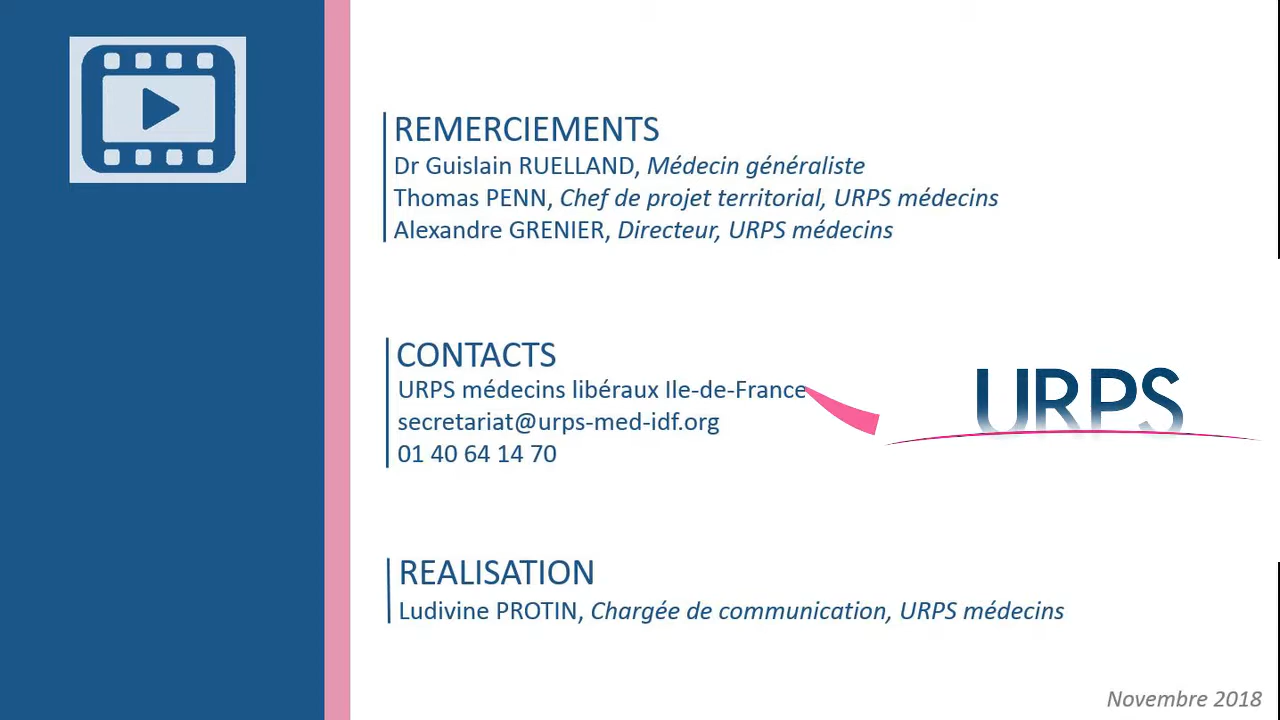 REMERCIEMENTS
Dr Guislain RUELLAND, Médecin généraliste
Thomas PENN, Chef de projet territorial, URPS médecins
Alexandre GRENIER, Directeur, URPS médecins
CONTACTS
URPS médecins libéraux Ile-de-France
secretariat@urps-med-idf.org
01 40 64 14 70
URPS
REALISATION
Ludivine PROTIN, Chargée de communication, URPS médecins
Novembre 2018